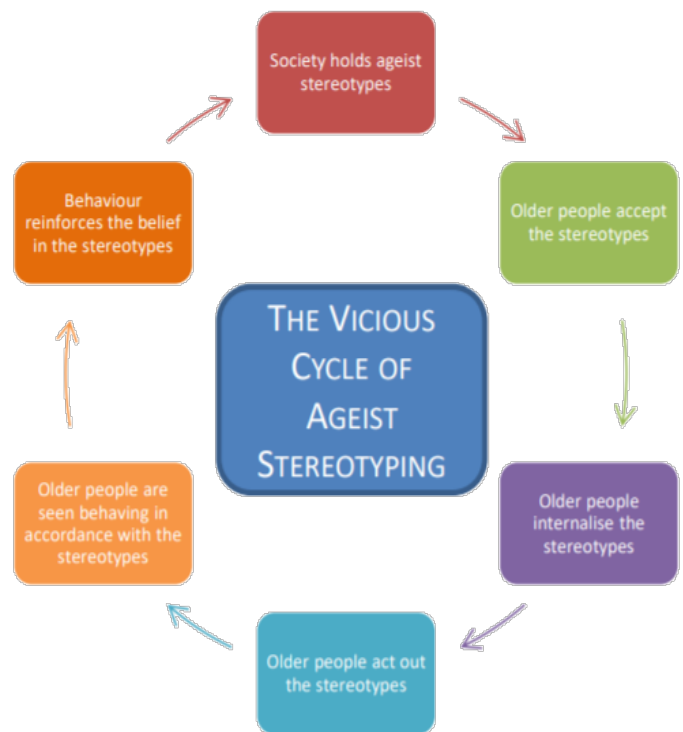 Society holds ageist
stereotypes
Older people accept
the stereotypes
Older people
internalise the
stereotypes
Older people act out
the stereotypes
Older people are
seen behaving in
accordance with the
stereotypes
Behaviour
reinforces the belief
in the stereotypes
THE VICIOUS
CYCLE OF
AGEIST
STEREOTYPING